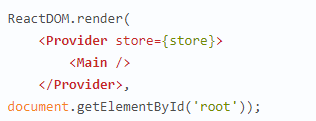 ReactDOM.render(
    <Provider store={store}>
        <Main />
    </Provider>,
document.getElementById('root'));